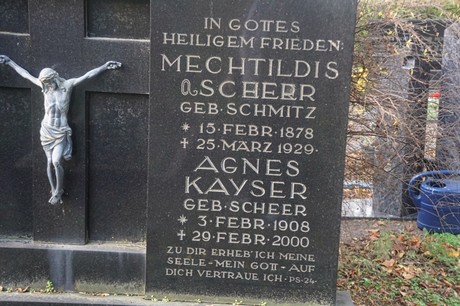 IN GOTTES
HEILIGEM FRIEDEN:
MECHTILDIS
SCHERR
GEB·SCHMITZ
* 15·FEBR·1878
✝ 25·MÄRZ 1929·
AGNES
KAYSER
GEB·SCHEER
* 3·FEBR·1908
✝ 29·FEBR·2000
ZU DIR ERHEB'ICH MEINE
SEELE-MEIN GOTT-AUF
DICH VERTRAUE ICH·PS·24·